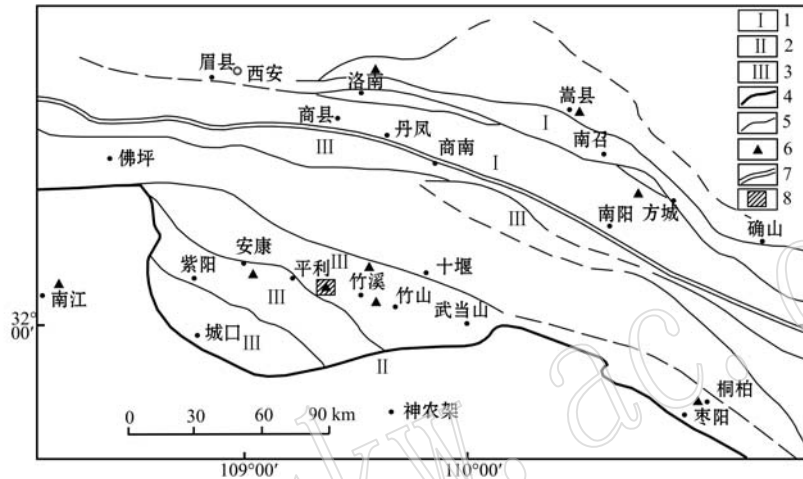 眉县
西安
洛南
嵩县
商县
丹凤
南召
佛坪
商南
南阳
方城
确山
紫阳
安康
平利
竹溪
十堰
竹山
武当山
南江
城口
桐柏
枣阳
神农架
I
I
II
III
III
III
III
III
I 1
II 2
III 3
4
5
6
7
8
32°
00′
0 30 60 90 km
109°00′
110°00′
w.ac.c